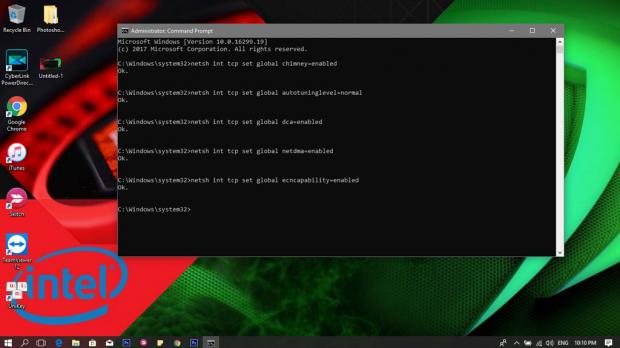 Recycle Bin
Photosho...
CyberLink
PowerDirec...
Untitled-1
Google
Chrome
iTunes
Skitch
TeamViewer
12
UniKey
intel
Administrator: Command Prompt
Microsoft Windows [Version 10.0.16299.19]
(c) 2017 Microsoft Corporation. All rights reserved.
C:\Windows\system32>netsh int tcp set global chimney=enabled
Ok.
C:\Windows\system32>netsh int tcp set global autotuninglevel=normal
Ok.
C:\Windows\system32>netsh int tcp set global dca=enabled
Ok.
C:\Windows\system32>netsh int tcp set global netdma=enabled
Ok.
C:\Windows\system32>netsh int tcp set global ecncapability=enabled
Ok.
C:\Windows\system32>
ENG
10:10 PM